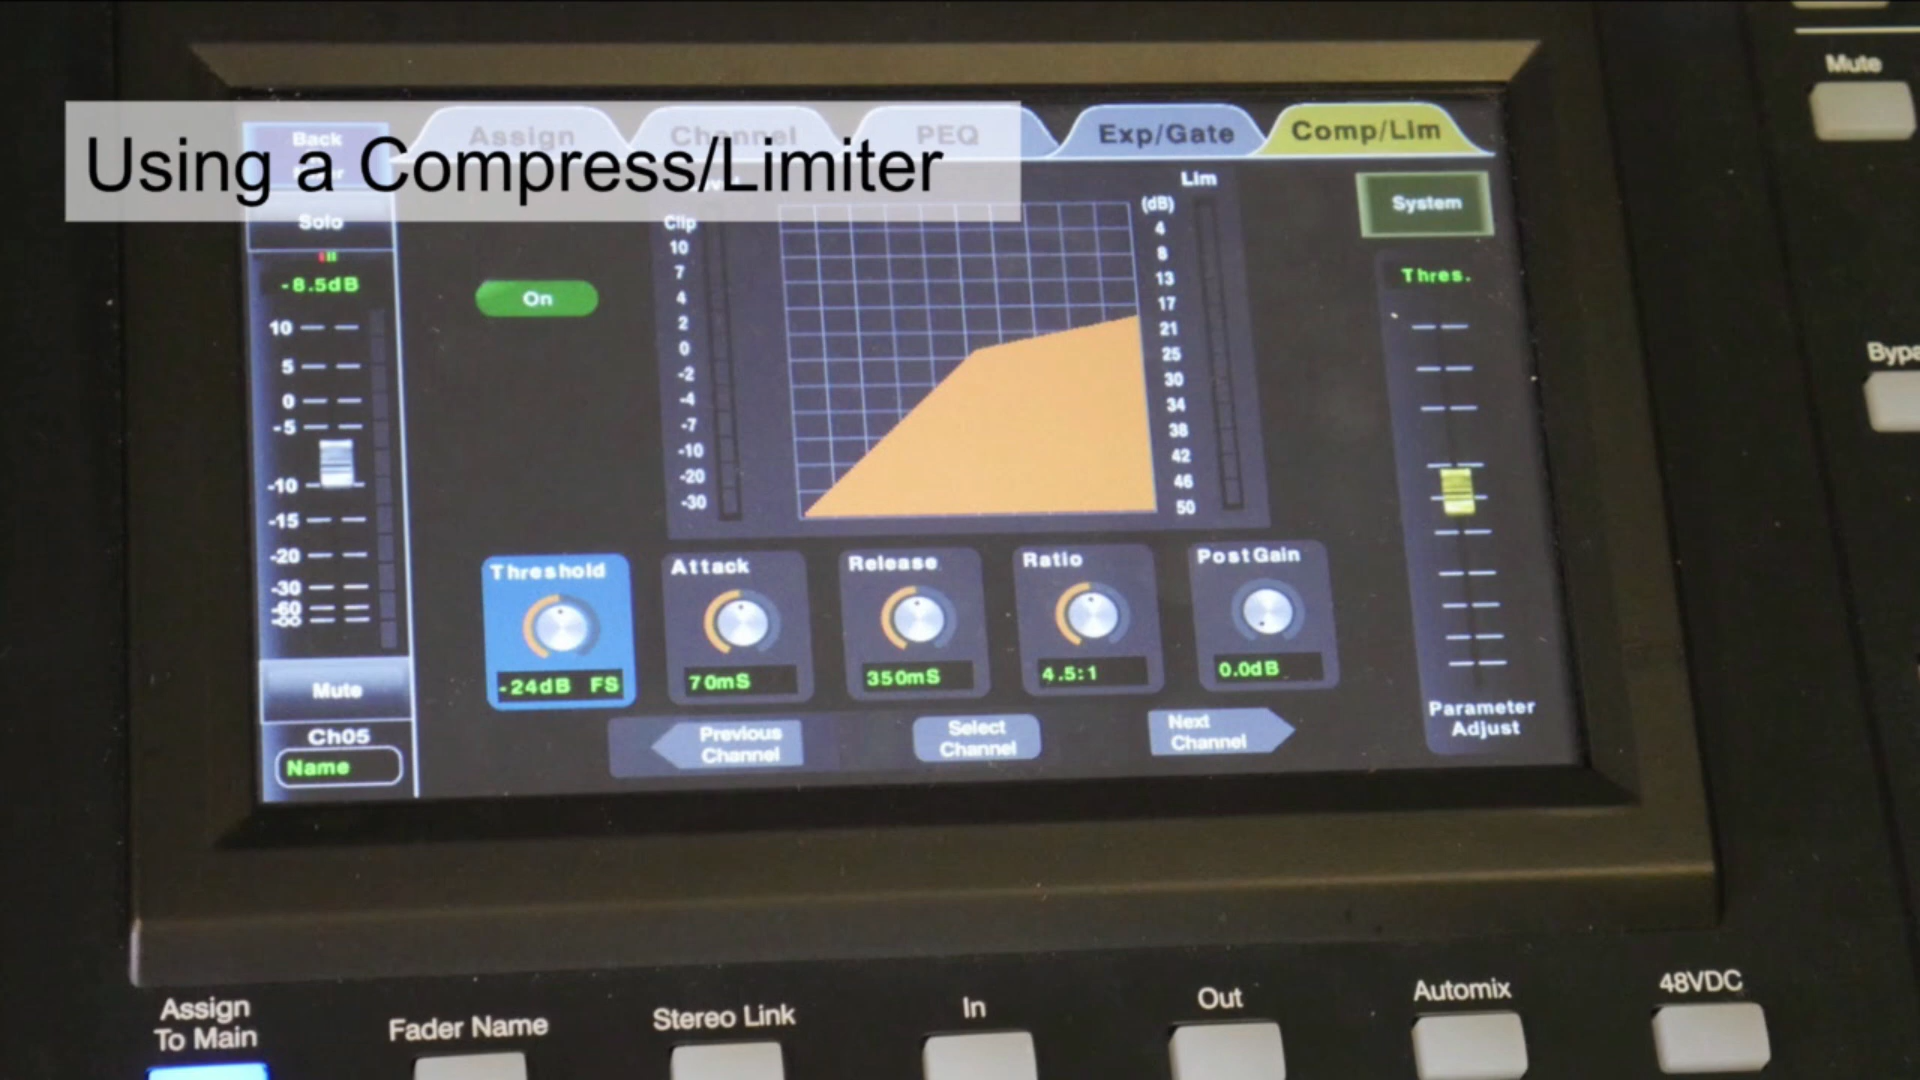 Using a Compress/Limiter
Back
Assign
Channel
PEQ
Exp/Gate
Comp/Lim
Mute
Solo
-8.5dB
10
5
0
-5
-10
-15
-20
-30
-60
-∞
Mute
Ch05
Name
On
Clip
10
7
4
2
0
-2
-4
-7
-10
-20
-30
Lim
(dB)
4
8
13
17
21
25
30
34
38
42
46
50
System
Thres.
Parameter
Adjust
Threshold
-24dB FS
Attack
70mS
Release
350mS
Ratio
4.5:1
PostGain
0.0dB
Previous
Channel
Select
Channel
Next
Channel
Assign
To Main
Fader Name
Stereo Link
In
Out
Automix
48VDC